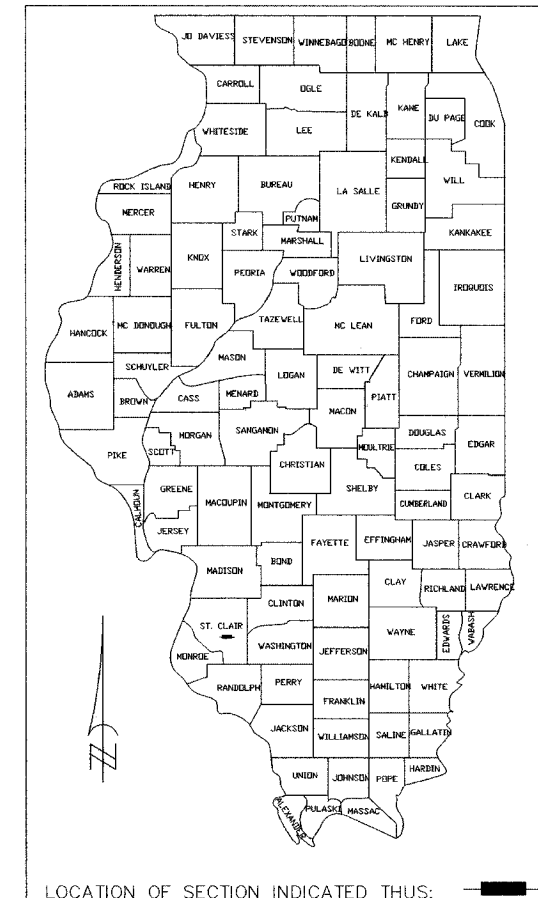 JO DAVIESS STEVENSON WINNEBAGO BOONE MC HENRY LAKE
CARROLL OGLE DE KALB KANE DU PAGE COOK
WHITESIDE LEE KENDALL WILL
ROCK ISLAND HENRY BUREAU LA SALLE GRUNDY
MERCER PUTNAM KANKAKEE
HENDERSON WARREN KNOX STARK MARSHALL LIVINGSTON
PEORIA WOODFORD IROQUOIS
HANCOCK MC DONOUGH FULTON TAZEWELL MC LEAN FORD
MASON
SCHUYLER LOGAN DE WITT CHAMPAIGN VERMILION
ADAMS BROWN CASS MENARD MACON PIATT
PIKE SCOTT MORGAN SANGAMON MOULTRIE DOUGLAS EDGAR
CHRISTIAN COLES
CALHOUN GREENE MACOUPIN MONTGOMERY SHELBY CUMBERLAND CLARK
JERSEY FAYETTE EFFINGHAM JASPER CRAWFORD
MADISON BOND CLAY RICHLAND LAWRENCE
CLINTON MARION
ST. CLAIR WAYNE EDWARDS WABASH
MONROE WASHINGTON JEFFERSON
RANDOLPH PERRY HAMILTON WHITE
FRANKLIN
JACKSON WILLIAMSON SALINE GALLATIN
UNION JOHNSON POPE HARDIN
ALEXANDER PULASKI MASSAC
N
LOCATION OF SECTION INDICATED THUS: